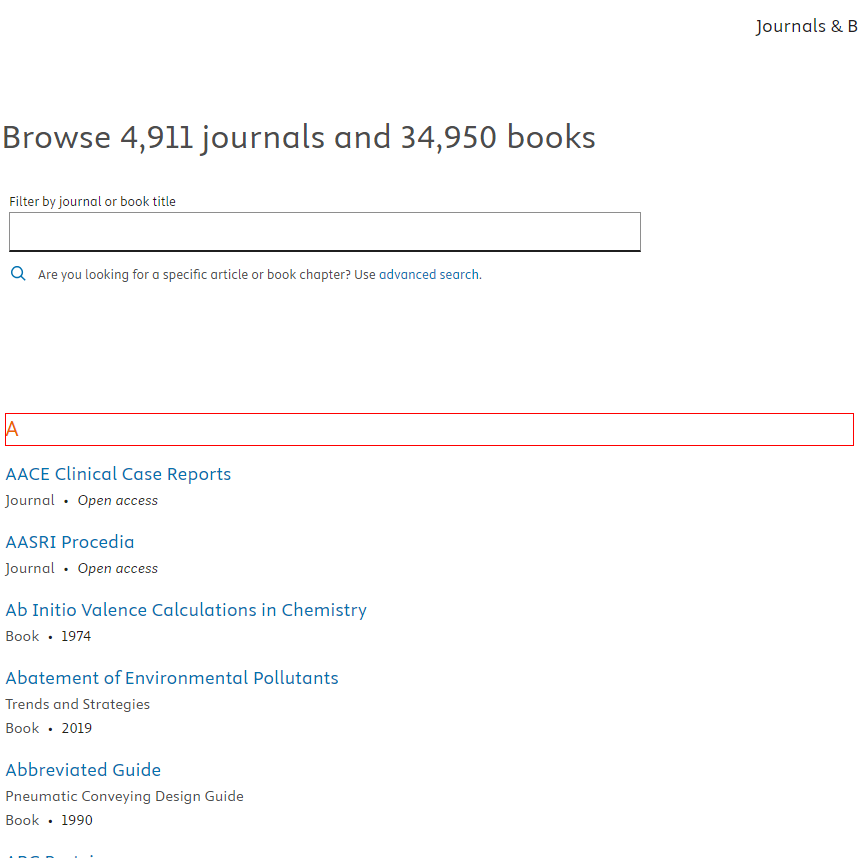 Journals & B
Browse 4,911 journals and 34,950 books
Filter by journal or book title
Are you looking for a specific article or book chapter? Use advanced search.
A
AACE Clinical Case Reports
Journal • Open access
AASRI Procedia
Journal • Open access
Ab Initio Valence Calculations in Chemistry
Book • 1974
Abatement of Environmental Pollutants
Trends and Strategies
Book • 2019
Abbreviated Guide
Pneumatic Conveying Design Guide
Book • 1990